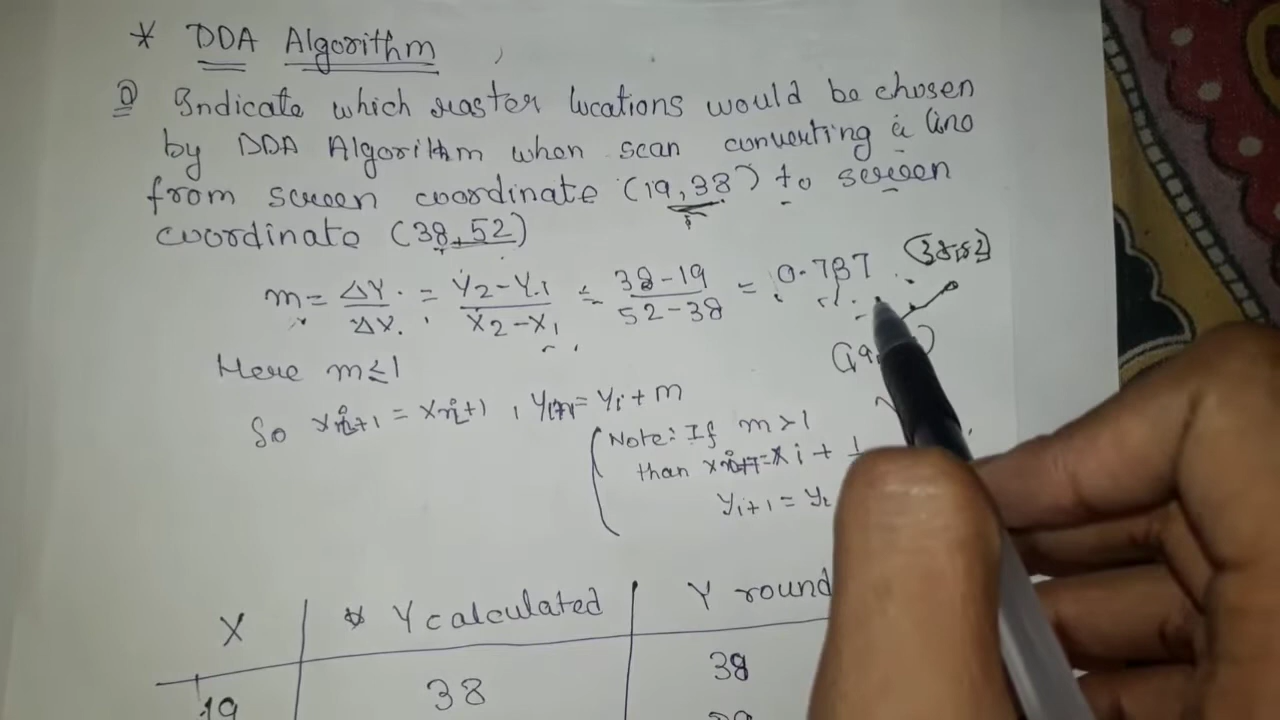 * DDA Algorithm
Q Indicate which raster locations would be chosen
by DDA Algorithm when scan converting a line
from screen coordinate (19, 38) to screen
coordinate (38, 52)
m = ΔY / ΔX = Y2 - Y1 / X2 - X1 = 38 - 19 / 52 - 38 = 0.737
(38,52)
Here m ≤ 1
So xi+1 = xi+1 , yi+1 = yi + m
Note: If m > 1
than xi+1 = xi + 1
yi+1 = yi
X | Y calculated | Y round
19 | 38 | 38